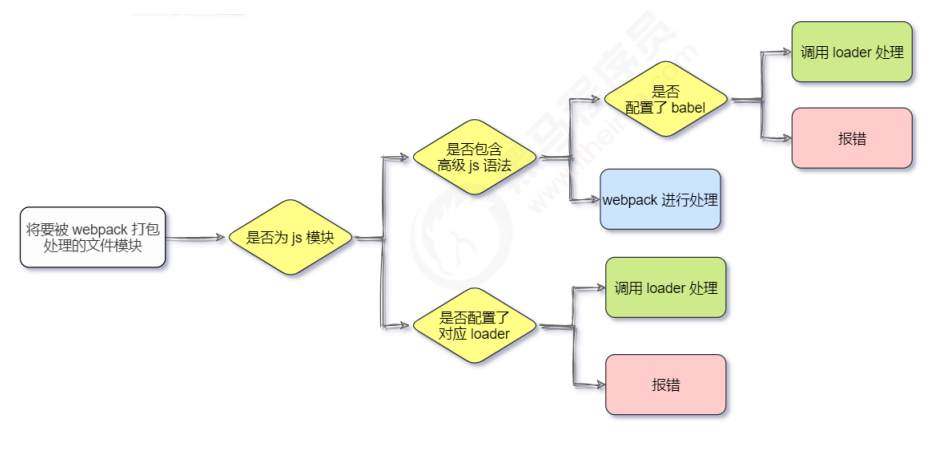 将要被 webpack 打包
处理的文件模块
是否为 js 模块
是否包含
高级 js 语法
是否
配置了 babel
调用 loader 处理
报错
webpack 进行处理
是否配置了
对应 loader
调用 loader 处理
报错
黑马程序员